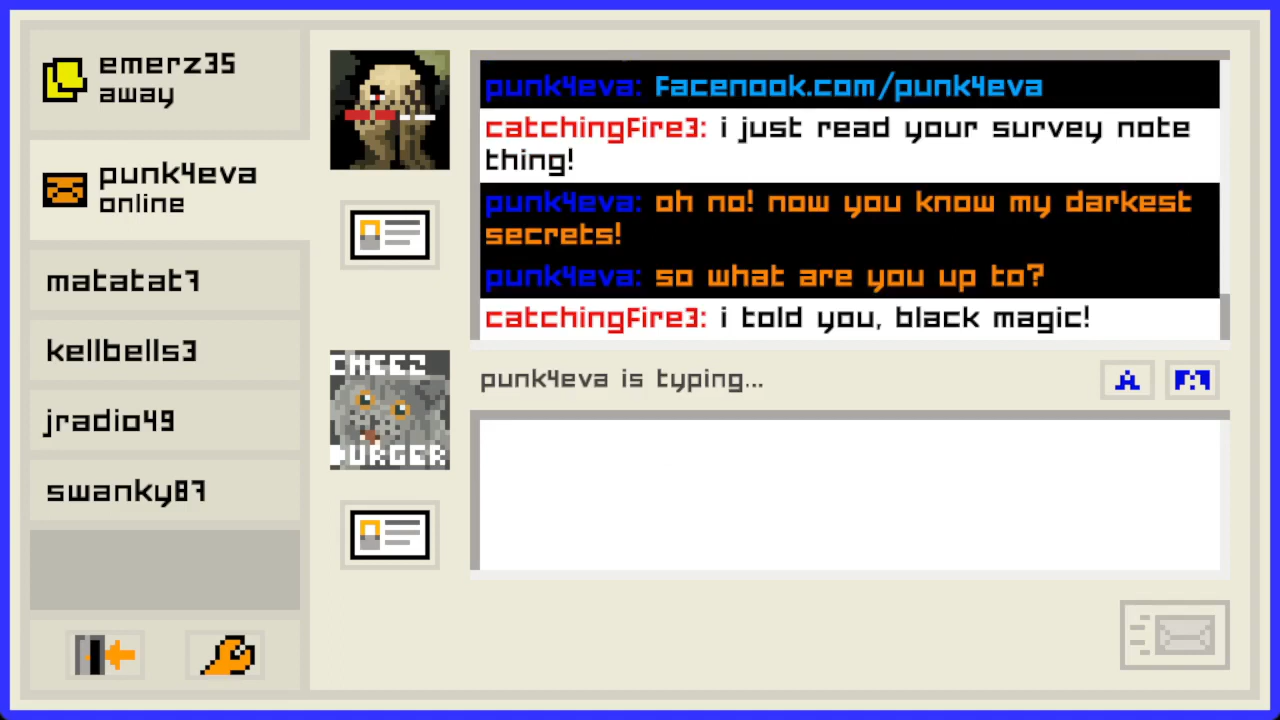 emerz35
away
punk4eva
online
matatat7
kellbells3
jradio49
swanky87
punk4eva: Facenook.com/punk4eva
catchingFire3: i just read your survey note
thing!
punk4eva: oh no! now you know my darkest
secrets!
punk4eva: so what are you up to?
catchingFire3: i told you, black magic!
punk4eva is typing...
A
A
CHEEZ
BURGER